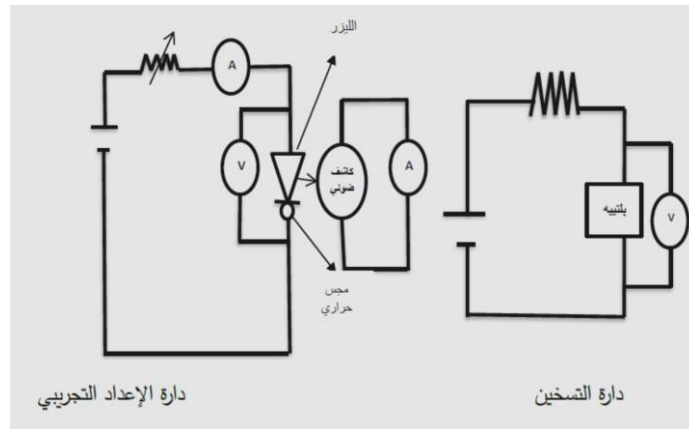 الليزر
A
V
كاشف
ضوئي
A
مجس
حراري
بلتييه
V
دارة الإعداد التجريبي
دارة التسخين